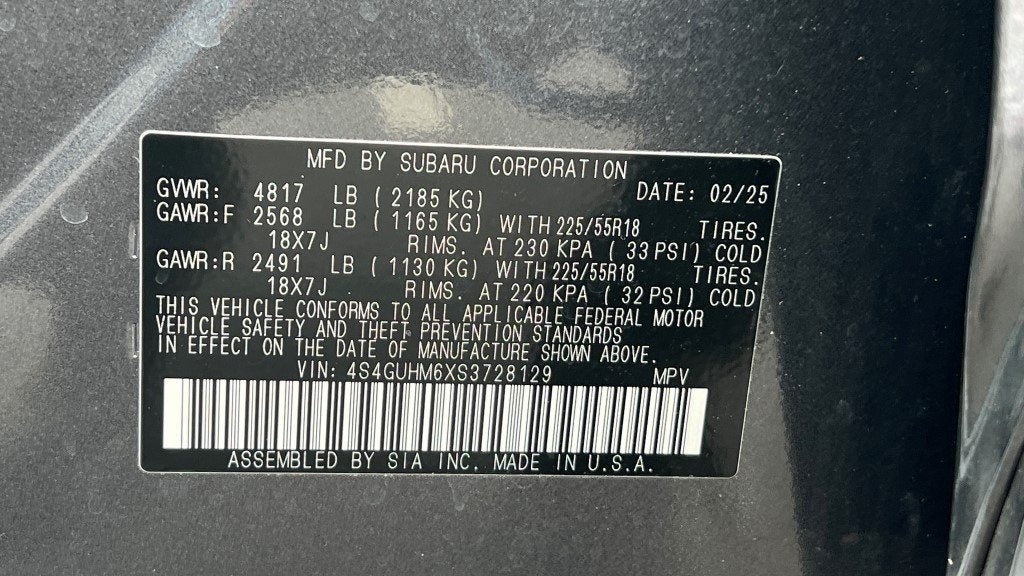 MFD BY SUBARU CORPORATION
GVWR: 4817 LB (2185 KG) DATE: 02/25
GAWR:F 2568 LB (1165 KG) WITH 225/55R18 TIRES.
18X7J RIMS. AT 230 KPA (33 PSI) COLD
GAWR:R 2491 LB (1130 KG) WITH 225/55R18 TIRES.
18X7J RIMS. AT 220 KPA (32 PSI) COLD
THIS VEHICLE CONFORMS TO ALL APPLICABLE FEDERAL MOTOR
VEHICLE SAFETY AND THEFT PREVENTION STANDARDS
IN EFFECT ON THE DATE OF MANUFACTURE SHOWN ABOVE.
VIN: 4S4GUHM6XS3728129 MPV
ASSEMBLED BY SIA INC. MADE IN U.S.A.